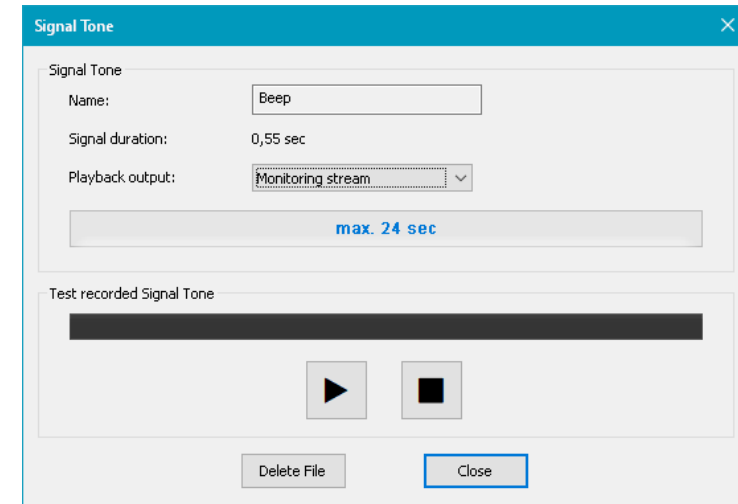 Signal Tone
Signal Tone
Name: Beep
Signal duration: 0,55 sec
Playback output: Monitoring stream
max. 24 sec
Test recorded Signal Tone
Delete File Close